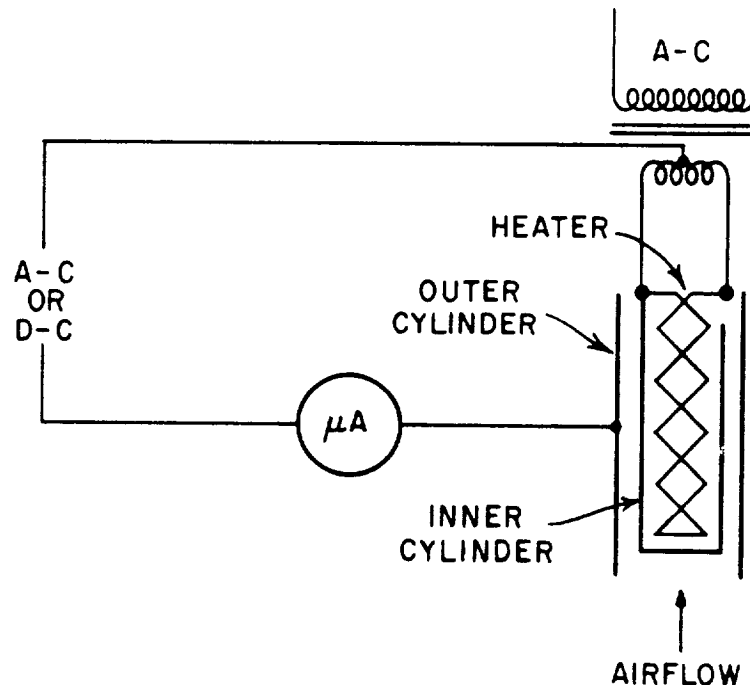 A-C
HEATER
A-C
OR
D-C
OUTER
CYLINDER
μA
INNER
CYLINDER
AIRFLOW